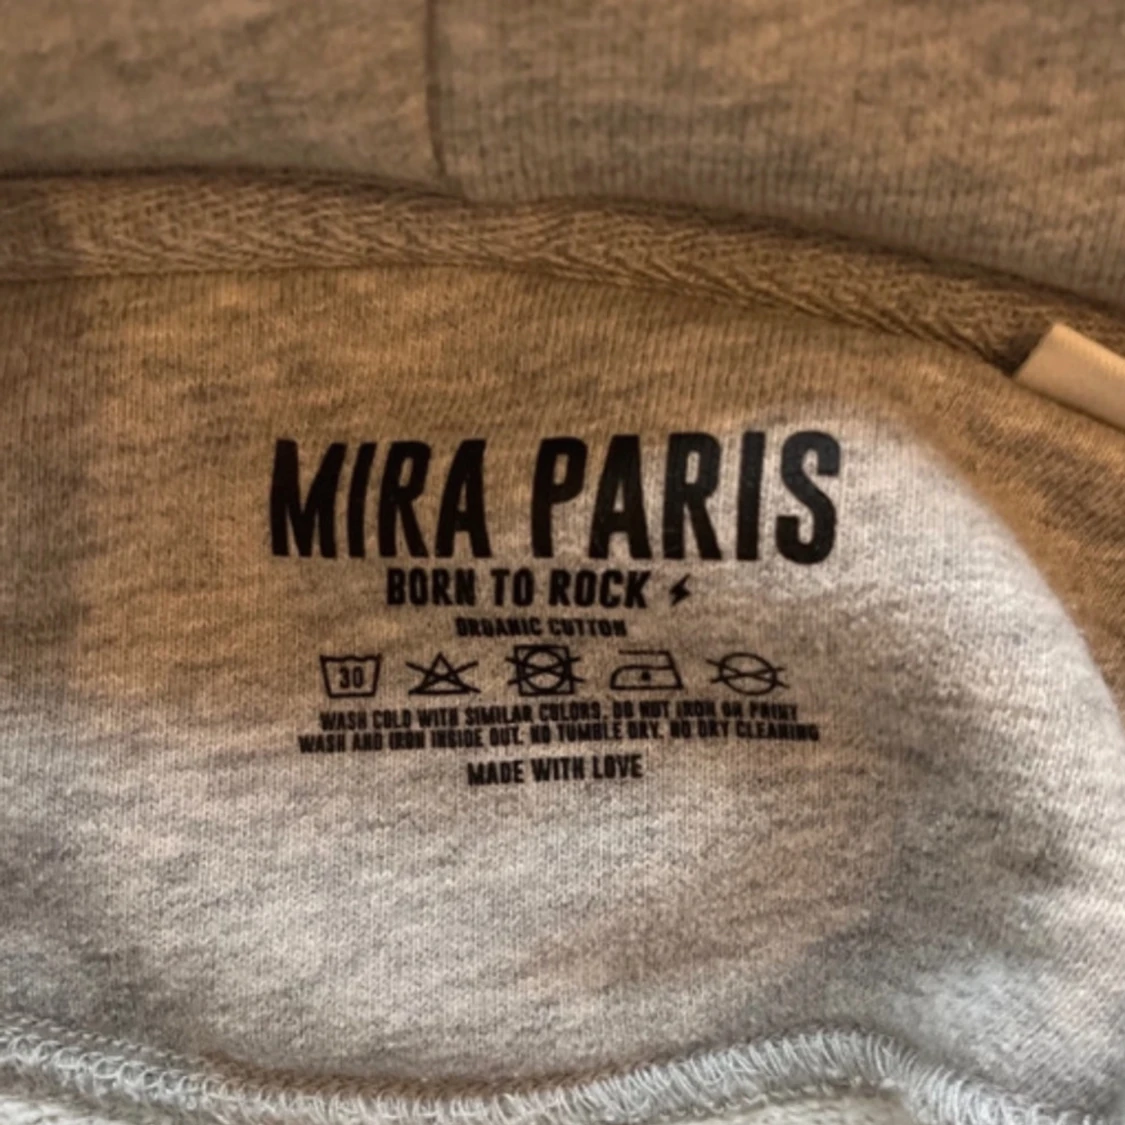 MIRA PARIS
BORN TO ROCK
ORGANIC COTTON
30
WASH COLD WITH SIMILAR COLORS. DO NOT IRON ON PRINT
WASH AND IRON INSIDE OUT. NO TUMBLE DRY. NO DRY CLEANING
MADE WITH LOVE